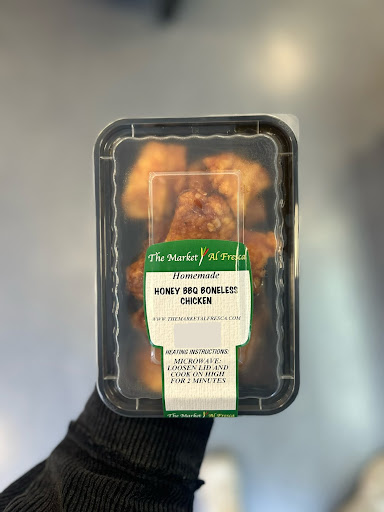 The Market Al Fresca
Homemade
HONEY BBQ BONELESS
CHICKEN
WWW.THEMARKETALFRESCA.COM
HEATING INSTRUCTIONS:
MICROWAVE:
LOOSEN LID AND
COOK ON HIGH
FOR 2 MINUTES
The Market Al Fresca